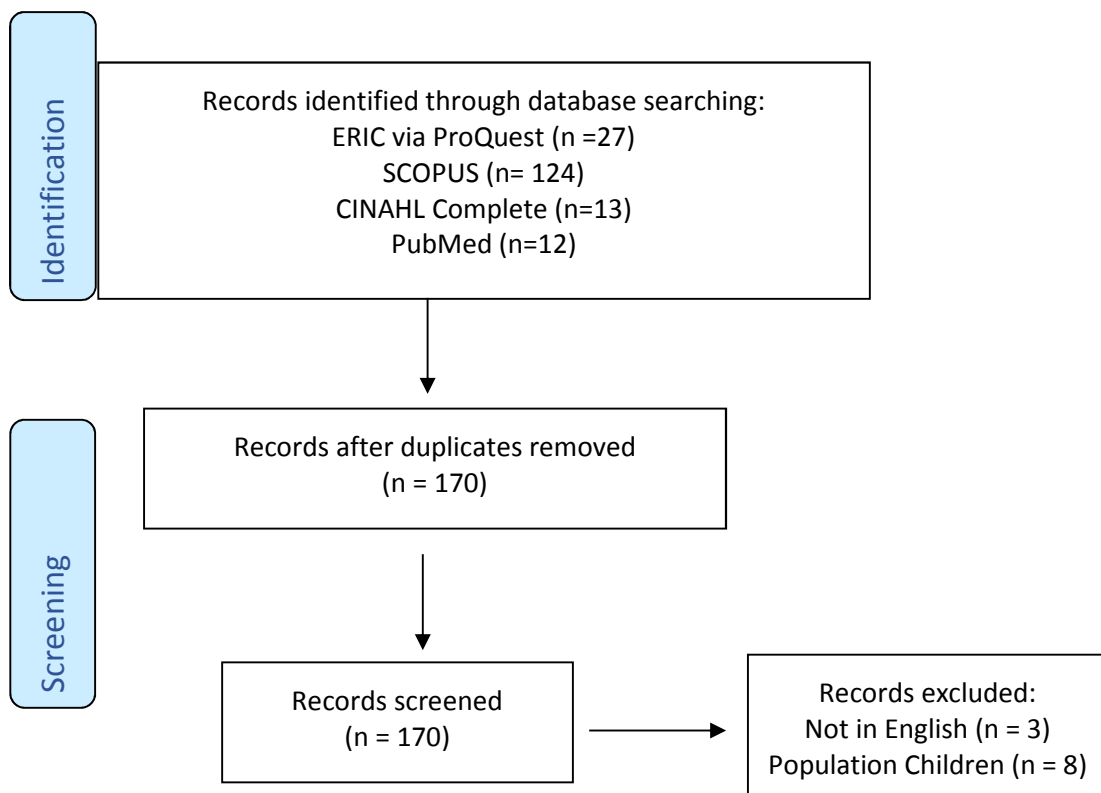 Identification
Records identified through database searching:
ERIC via ProQuest (n =27)
SCOPUS (n= 124)
CINAHL Complete (n=13)
PubMed (n=12)
Screening
Records after duplicates removed
(n = 170)
Records screened
(n = 170)
Records excluded:
Not in English (n = 3)
Population Children (n = 8)